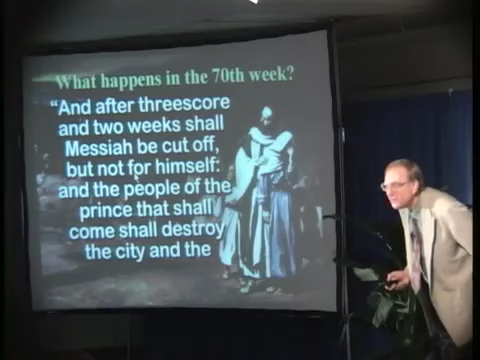 What happens in the 70th week?
“And after threescore
and two weeks shall
Messiah be cut off,
but not for himself:
and the people of the
prince that shall
come shall destroy
the city and the